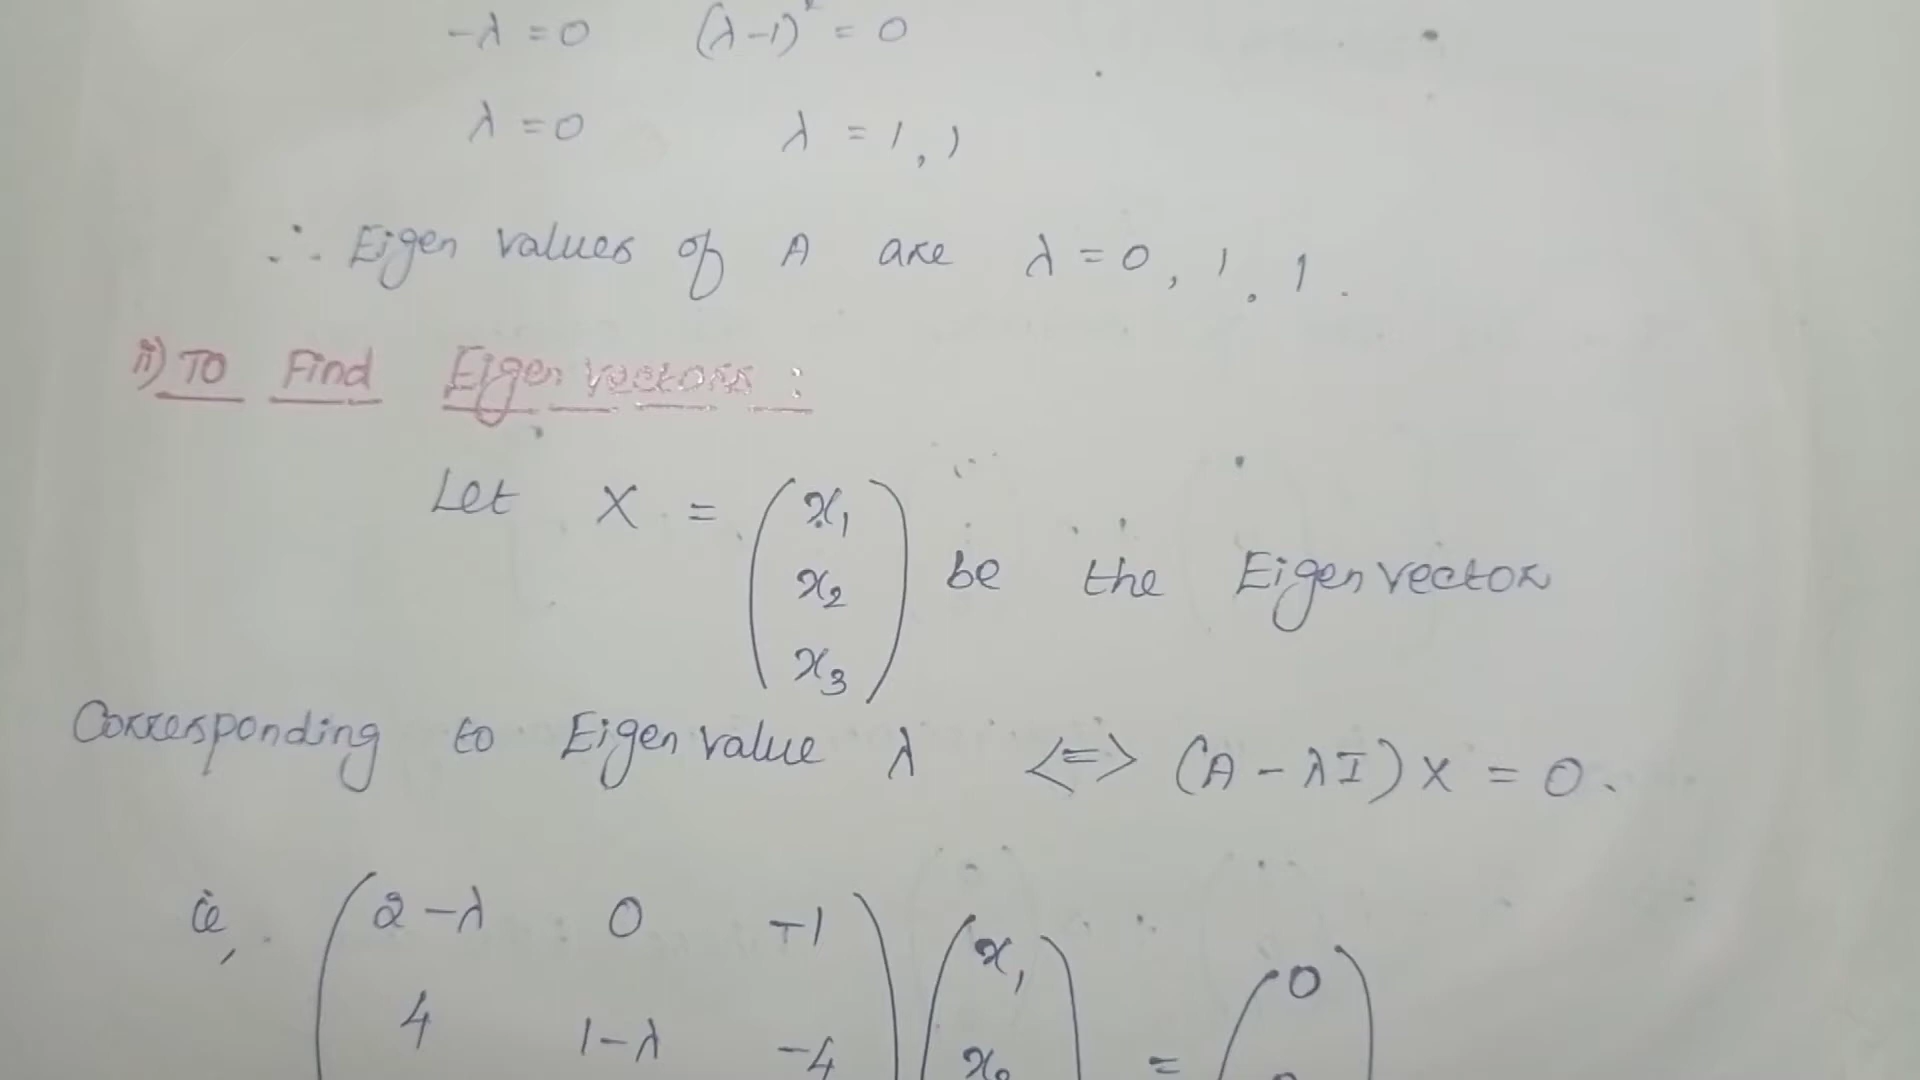 -λ = 0 (λ-1)² = 0
λ = 0 λ = 1, 1
∴ Eigen values of A are λ = 0, 1, 1.
ii) To Find Eigen vectors :
Let X = (x₁ x₂ x₃) be the Eigen vector
Corresponding to Eigen value λ <=> (A - λI) X = 0.
ie, (2-λ 0 -1 (x₁ (0
4 1-λ -4 x₂ =